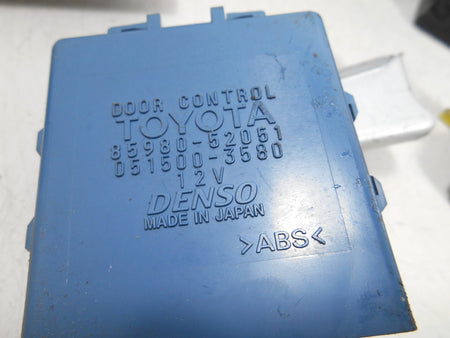 DOOR CONTROL
TOYOTA
85980-52051
051500-3580
12V
DENSO
MADE IN JAPAN
>ABS<